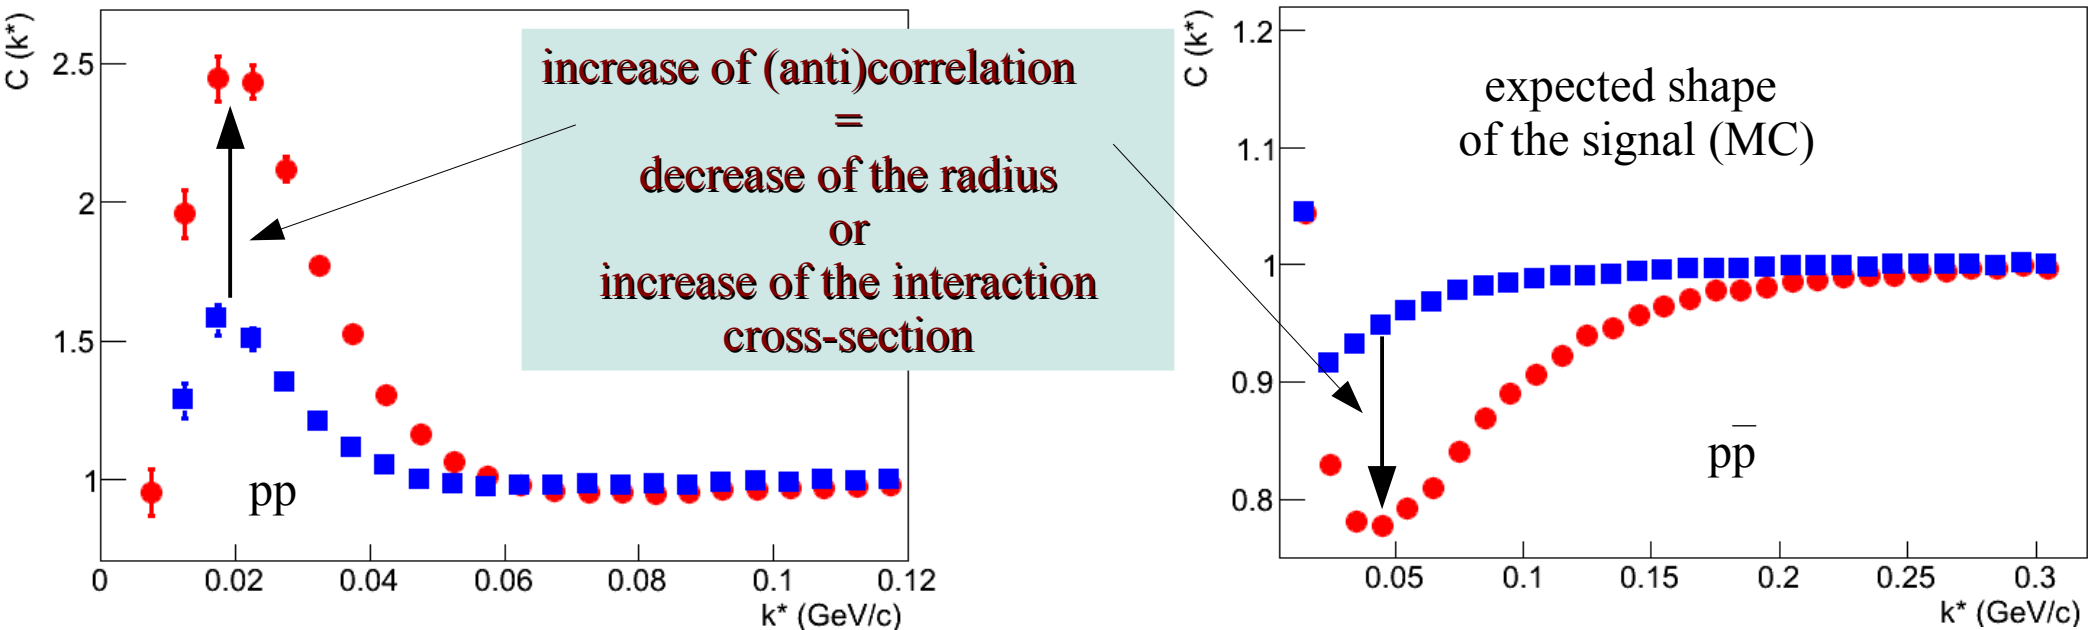 C (k*)
2.5
2
1.5
1
0
0.02
0.04
0.06
0.08
0.1
0.12
k* (GeV/c)
pp
increase of (anti)correlation
=
decrease of the radius
or
increase of the interaction
cross-section
C (k*)
1.2
1.1
1
0.9
0.8
0.05
0.1
0.15
0.2
0.25
0.3
k* (GeV/c)
expected shape
of the signal (MC)
pp̅